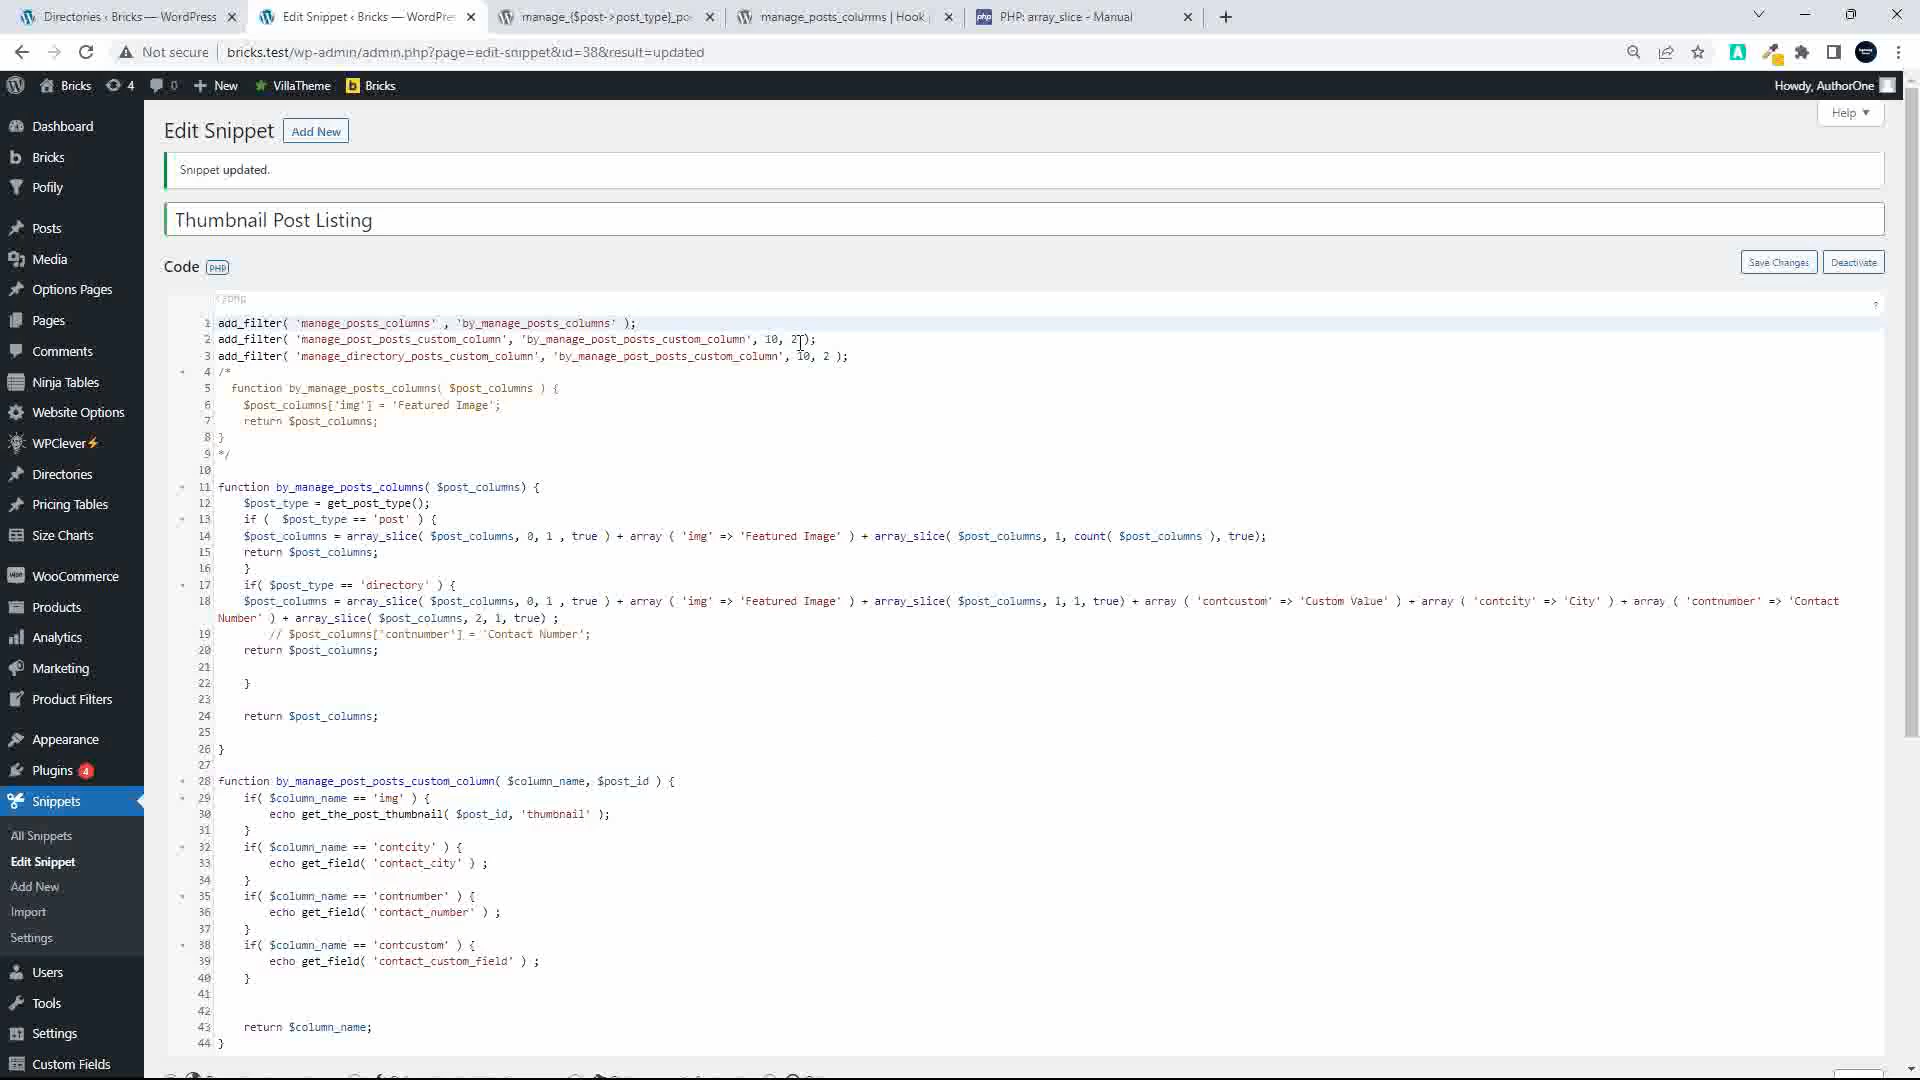 Directories ‹ Bricks — WordPress
Edit Snippet ‹ Bricks — WordPres
manage_{$post->post_type}_po
manage_posts_columns | Hook
PHP: array_slice - Manual
Not secure
bricks.test/wp-admin/admin.php?page=edit-snippet&id=38&result=updated
Bricks
4
0
New
VillaTheme
Bricks
Howdy, AuthorOne
Dashboard
Bricks
Pofily
Posts
Media
Options Pages
Pages
Comments
Ninja Tables
Website Options
WPClever⚡
Directories
Pricing Tables
Size Charts
WooCommerce
Products
Analytics
Marketing
Product Filters
Appearance
Plugins 4
Snippets
All Snippets
Edit Snippet
Add New
Import
Settings
Users
Tools
Settings
Custom Fields
Edit Snippet
Add New
Help ▼
Snippet updated.
Thumbnail Post Listing
Code PHP
Save Changes
Deactivate
<?php
?
1 add_filter( 'manage_posts_columns' , 'by_manage_posts_columns' );
2 add_filter( 'manage_post_posts_custom_column', 'by_manage_post_posts_custom_column', 10, 2 );
3 add_filter( 'manage_directory_posts_custom_column', 'by_manage_post_posts_custom_column', 10, 2 );
4 /*
5 function by_manage_posts_columns( $post_columns ) {
6 $post_columns['img'] = 'Featured Image';
7 return $post_columns;
8 }
9 */
10
11 function by_manage_posts_columns( $post_columns) {
12 $post_type = get_post_type();
13 if ( $post_type == 'post' ) {
14 $post_columns = array_slice( $post_columns, 0, 1 , true ) + array ( 'img' => 'Featured Image' ) + array_slice( $post_columns, 1, count( $post_columns ), true);
15 return $post_columns;
16 }
17 if( $post_type == 'directory' ) {
18 $post_columns = array_slice( $post_columns, 0, 1 , true ) + array ( 'img' => 'Featured Image' ) + array_slice( $post_columns, 1, 1, true) + array ( 'contcustom' => 'Custom Value' ) + array ( 'contcity' => 'City' ) + array ( 'contnumber' => 'Contact
Number' ) + array_slice( $post_columns, 2, 1, true) ;
19 // $post_columns['contnumber'] = 'Contact Number';
20 return $post_columns;
21
22 }
23
24 return $post_columns;
25
26 }
27
28 function by_manage_post_posts_custom_column( $column_name, $post_id ) {
29 if( $column_name == 'img' ) {
30 echo get_the_post_thumbnail( $post_id, 'thumbnail' );
31 }
32 if( $column_name == 'contcity' ) {
33 echo get_field( 'contact_city' ) ;
34 }
35 if( $column_name == 'contnumber' ) {
36 echo get_field( 'contact_number' ) ;
37 }
38 if( $column_name == 'contcustom' ) {
39 echo get_field( 'contact_custom_field' ) ;
40 }
41
42
43 return $column_name;
44 }